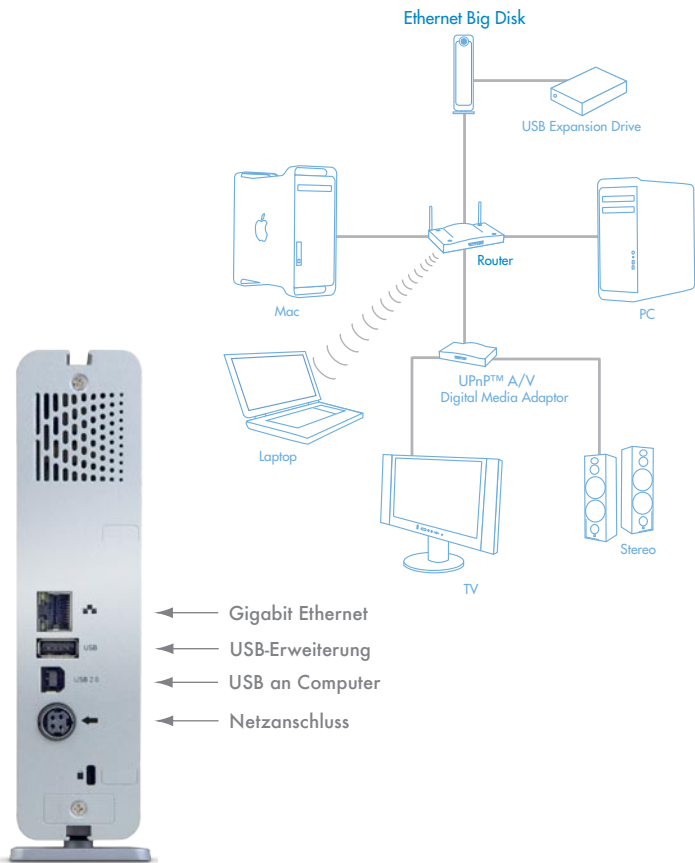 Ethernet Big Disk
USB Expansion Drive
Router
Mac
PC
UPnP™ A/V
Digital Media Adaptor
Laptop
Stereo
TV
Gigabit Ethernet
USB
USB-Erweiterung
USB 2.0
USB an Computer
Netzanschluss